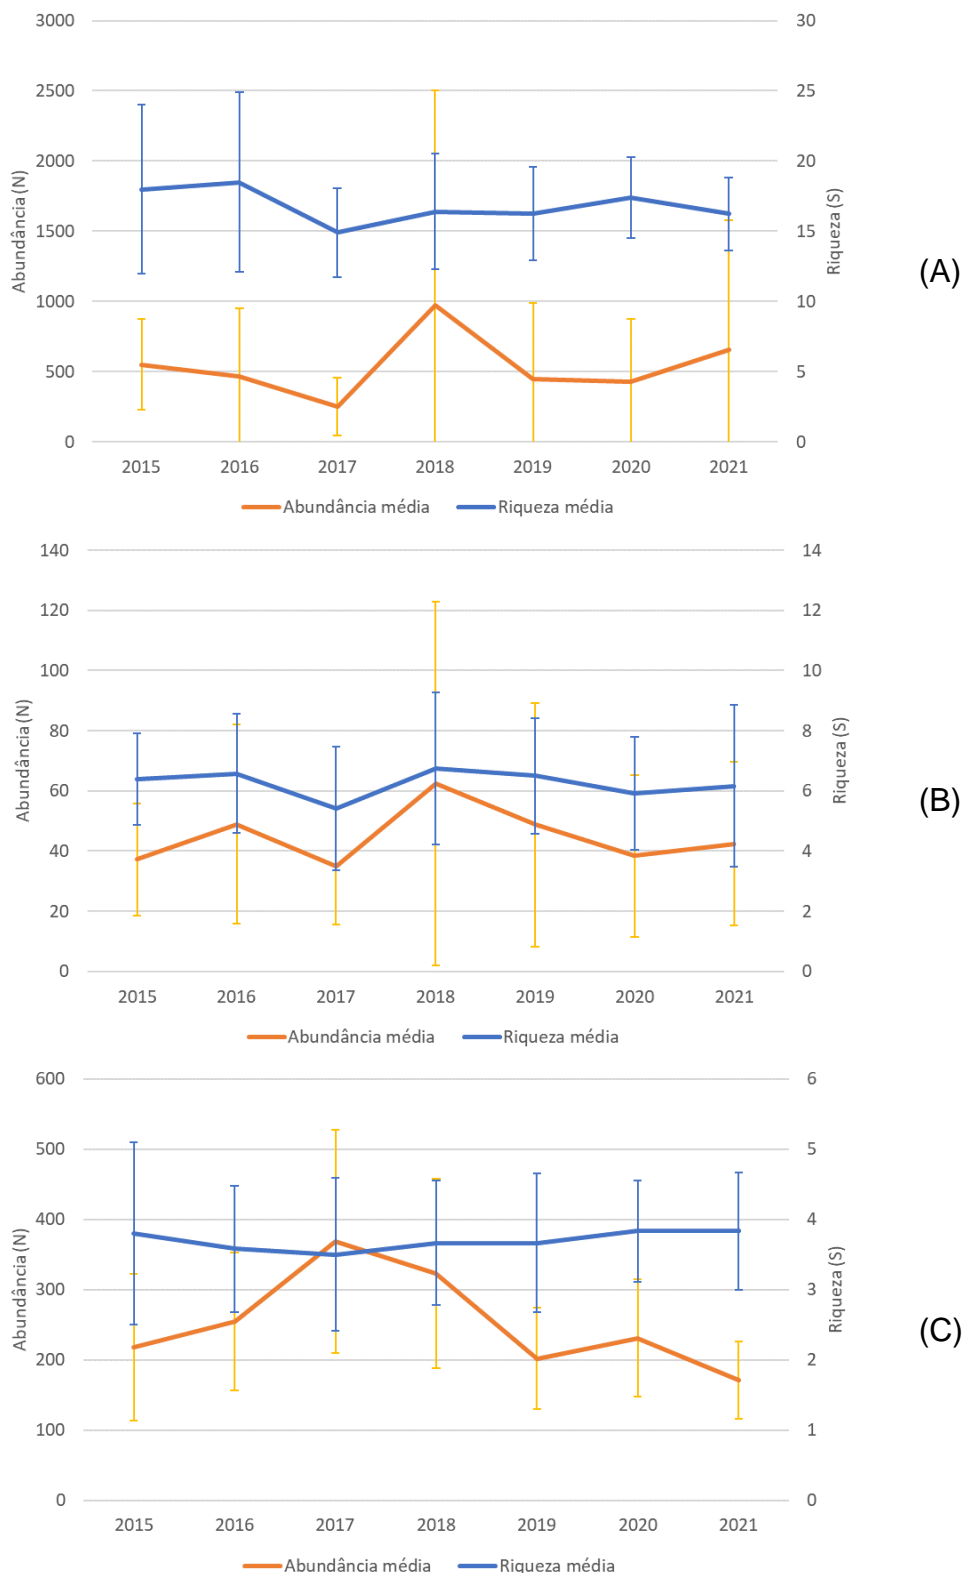 3000 30
2500 25
2000 20
1500 15
1000 10
500 5
0 0
Abundância (N)
Riqueza (S)
(A)
2015 2016 2017 2018 2019 2020 2021
Abundância média Riqueza média
140 14
120 12
100 10
80 8
60 6
40 4
20 2
0 0
Abundância (N)
Riqueza (S)
(B)
2015 2016 2017 2018 2019 2020 2021
Abundância média Riqueza média
600 6
500 5
400 4
300 3
200 2
100 1
0 0
Abundância (N)
Riqueza (S)
(C)
2015 2016 2017 2018 2019 2020 2021
Abundância média Riqueza média